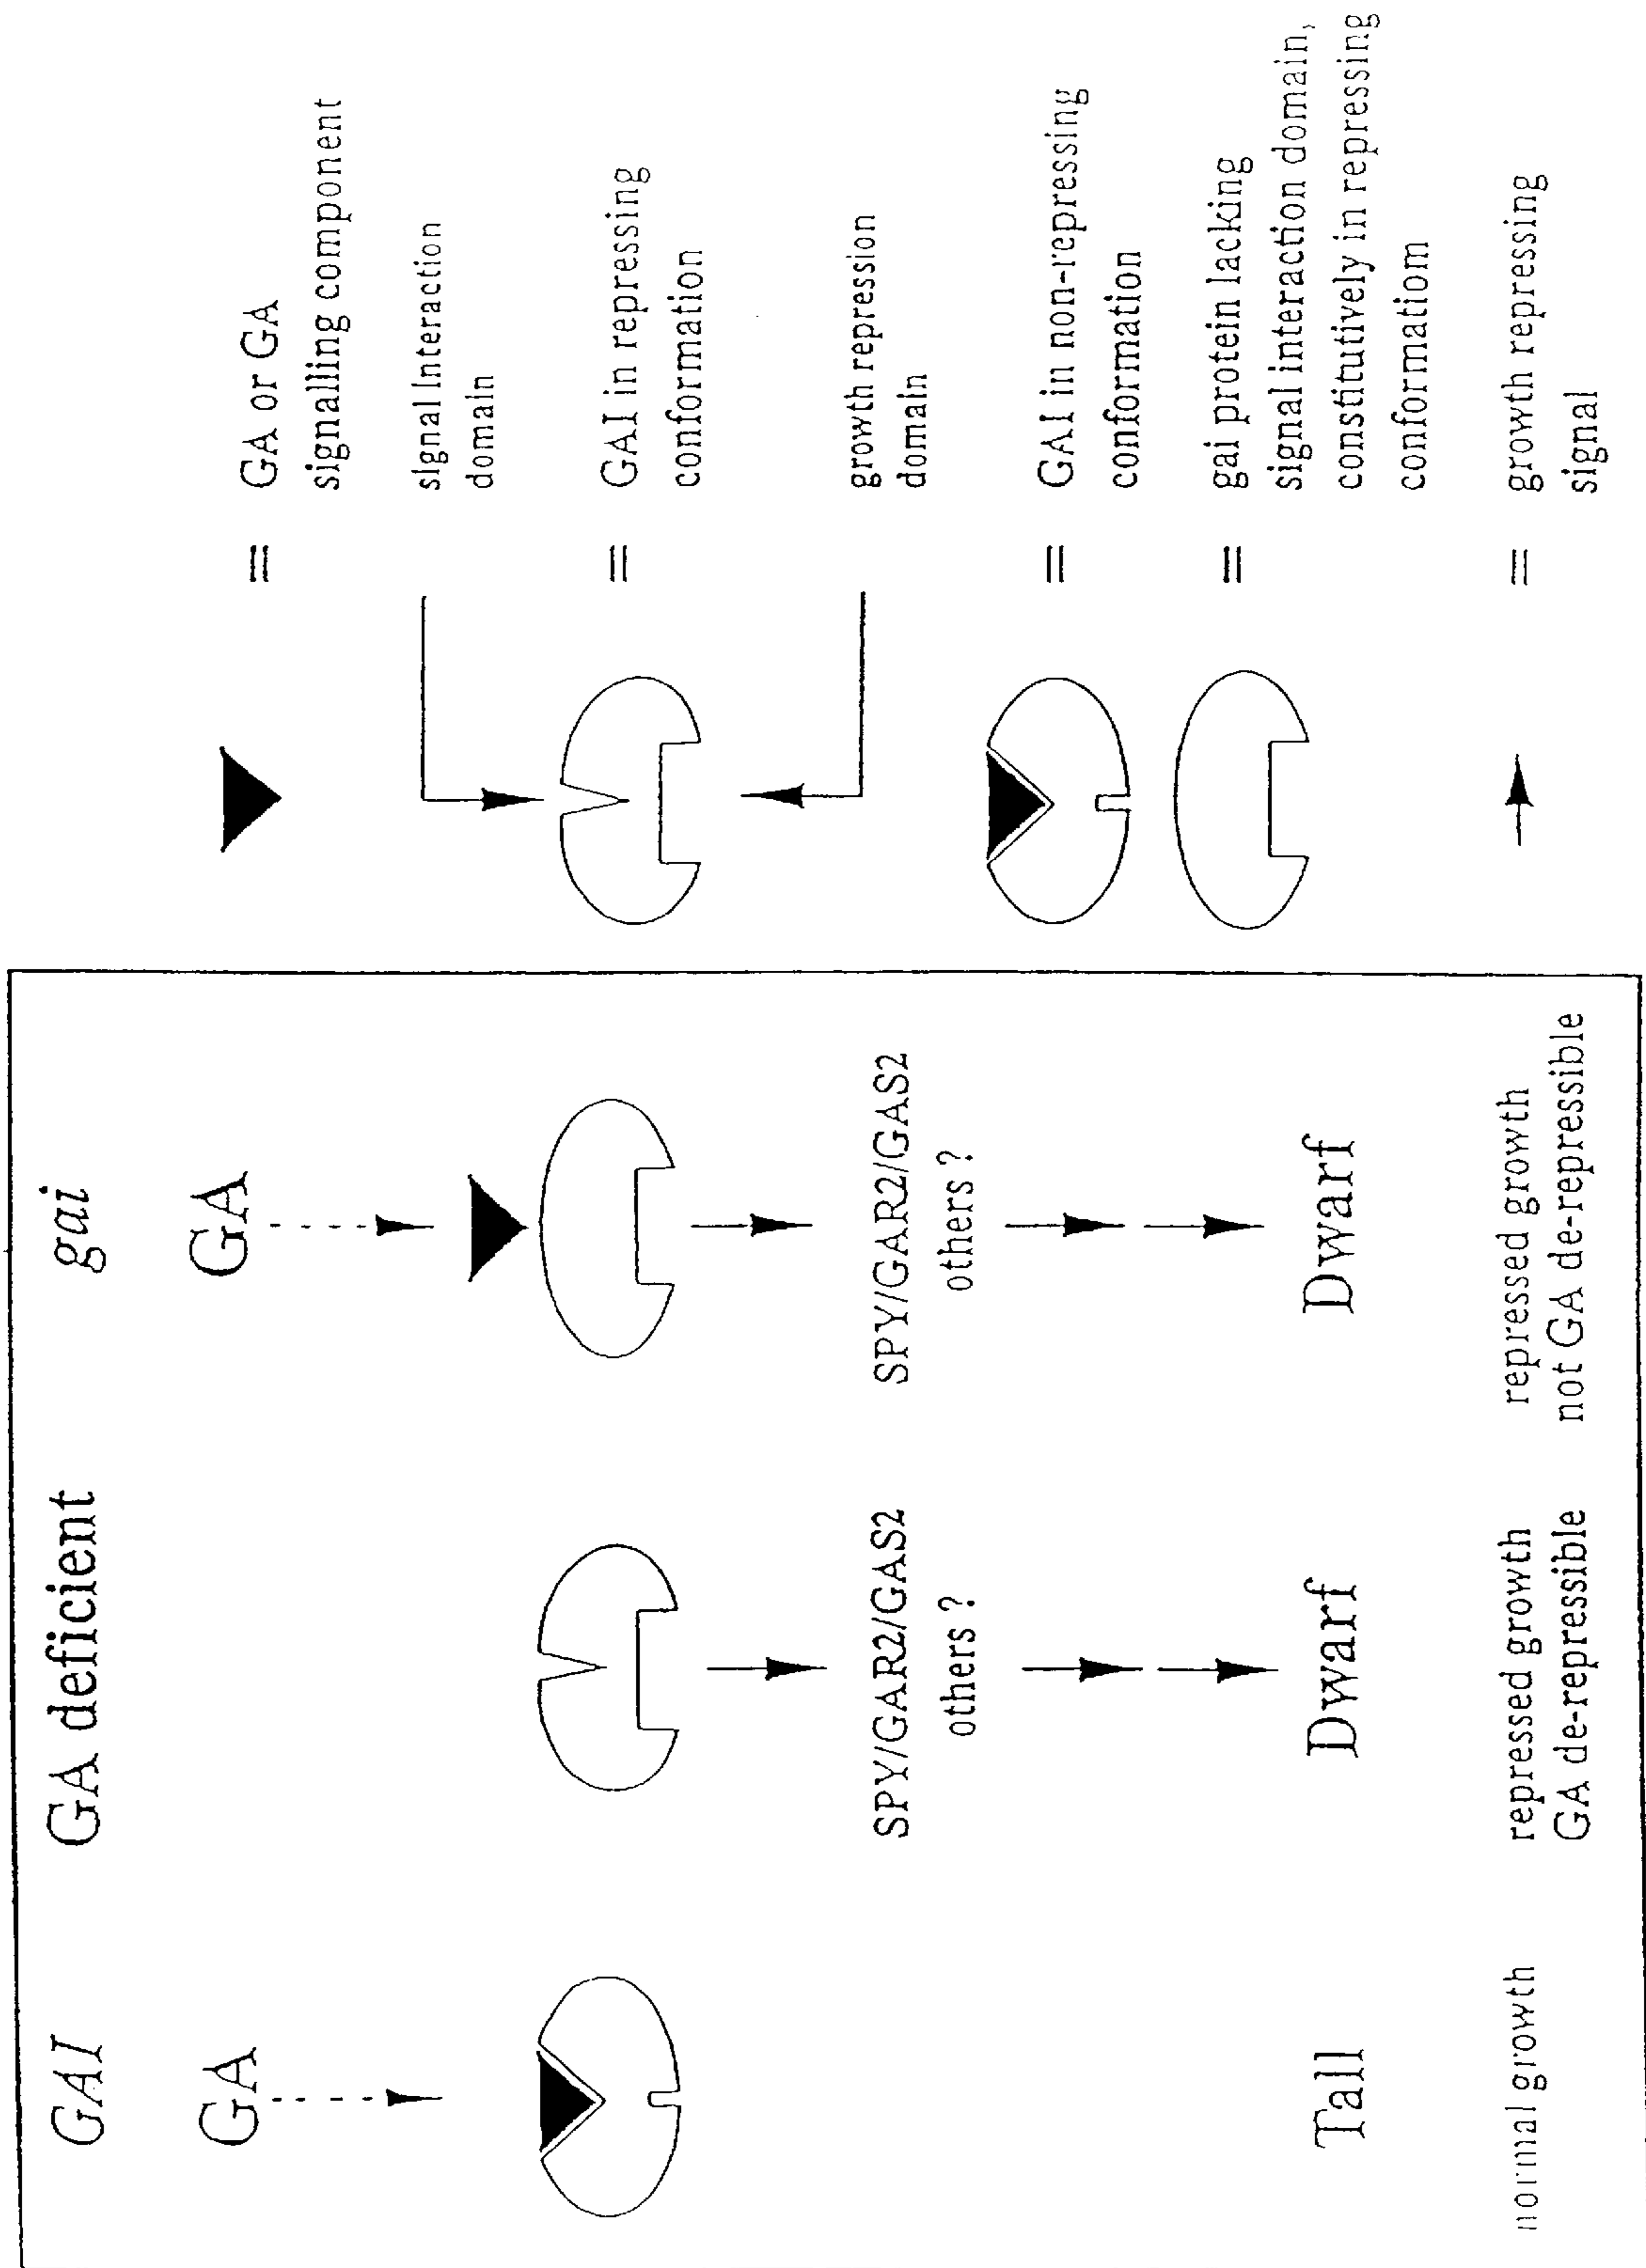 GAI
GA
Tall
normal growth
GA deficient
SPY/GAR2/GAS2
others ?
Dwarf
repressed growth
GA de-repressible
gai
GA
SPY/GAR2/GAS2
others ?
Dwarf
repressed growth
not GA de-repressible
= GA or GA
signalling component
signal Interaction
domain
= GAI in repressing
conformation
growth repression
domain
= GAI in non-repressing
conformation
= gai protein lacking
signal interaction domain,
constitutively in repressing
conformatiom
= growth repressing
signal